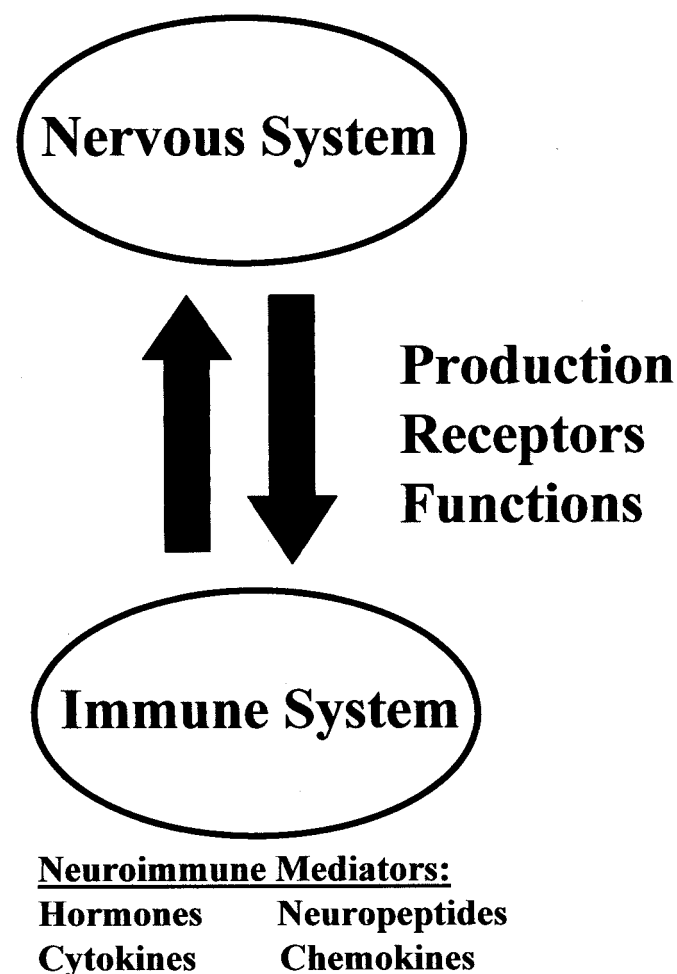 Nervous System
Production
Receptors
Functions
Immune System
Neuroimmune Mediators:
Hormones Neuropeptides
Cytokines Chemokines